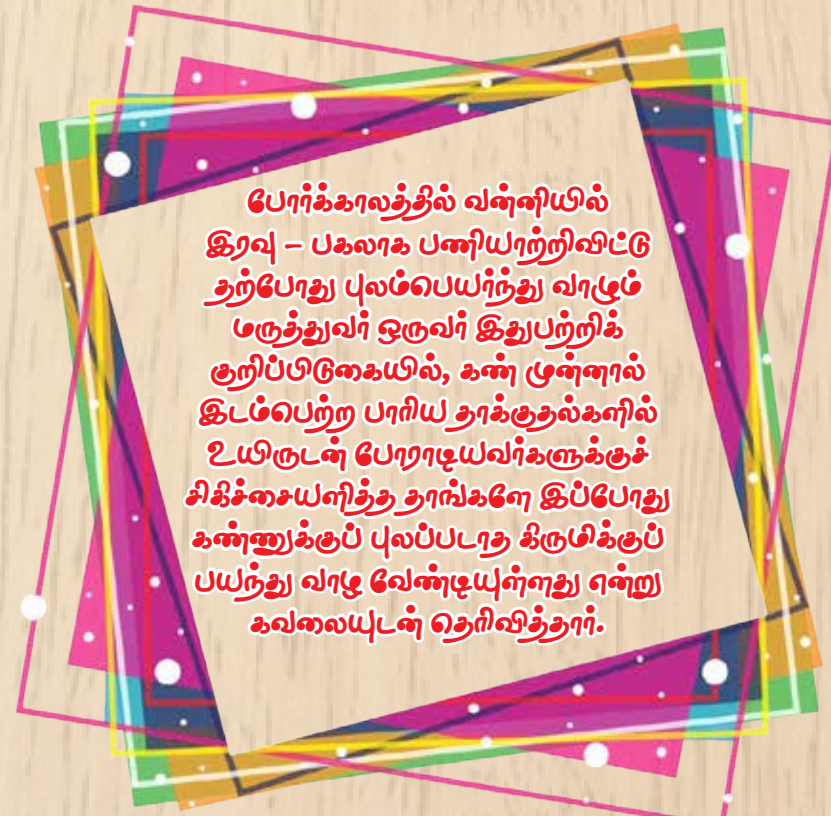 போர்க்காலத்தில் வன்னியில்
இரவு – பகலாக பணியாற்றிவிட்டு
தற்போது புலம்பெயர்ந்து வாழும்
மருத்துவர் ஒருவர் இதுபற்றிக்
குறிப்பிடுகையில், கண் முன்னால்
இடம்பெற்ற பாரிய தாக்குதல்களில்
உயிருடன் போராடியவர்களுக்குச்
சிகிச்சையளித்த தாங்களே இப்போது
கண்ணுக்குப் புலப்படாத கிருமிக்குப்
பயந்து வாழ வேண்டியுள்ளது என்று
கவலையுடன் தெரிவித்தார்.